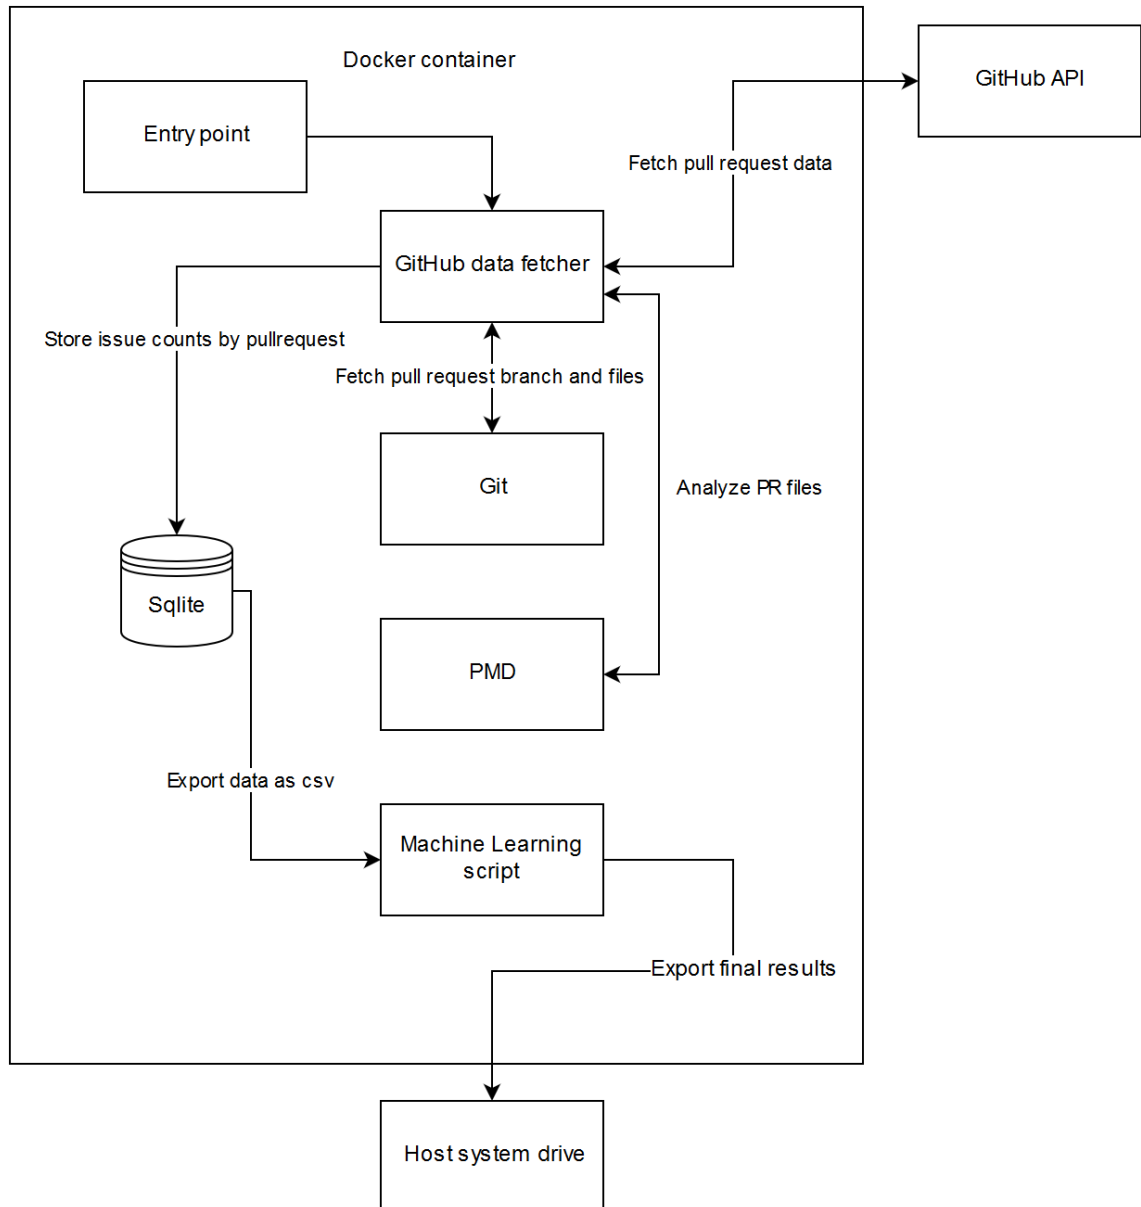 Docker container
GitHub API
Entry point
Fetch pull request data
GitHub data fetcher
Store issue counts by pullrequest
Fetch pull request branch and files
Git
Analyze PR files
Sqlite
PMD
Export data as csv
Machine Learning
script
Export final results
Host system drive